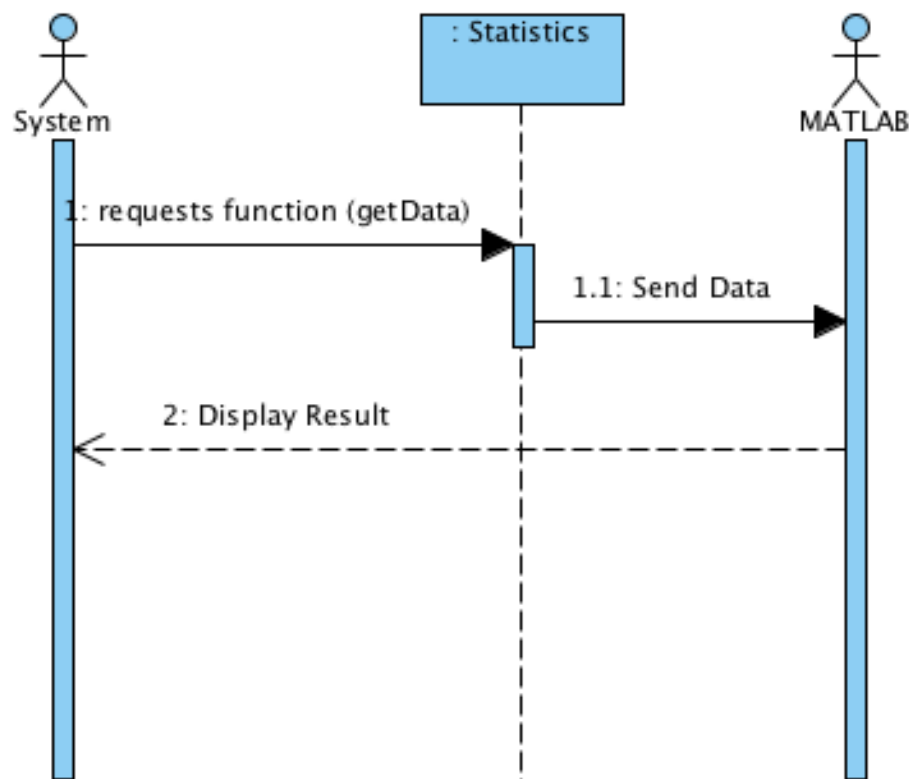 : Statistics
System
MATLAB
1: requests function (getData)
1.1: Send Data
2: Display Result